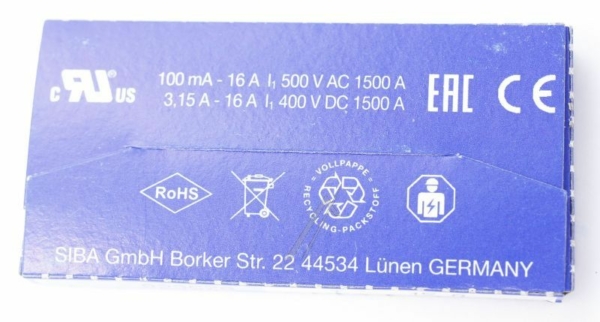 c RU US
100 mA - 16 A I₁ 500 V AC 1500 A
3,15 A - 16 A I₁ 400 V DC 1500 A
EAC CE
RoHS
VOLLPAPPE
RECYCLING-PACKSTOFF
SIBA GmbH Borker Str. 22 44534 Lünen GERMANY